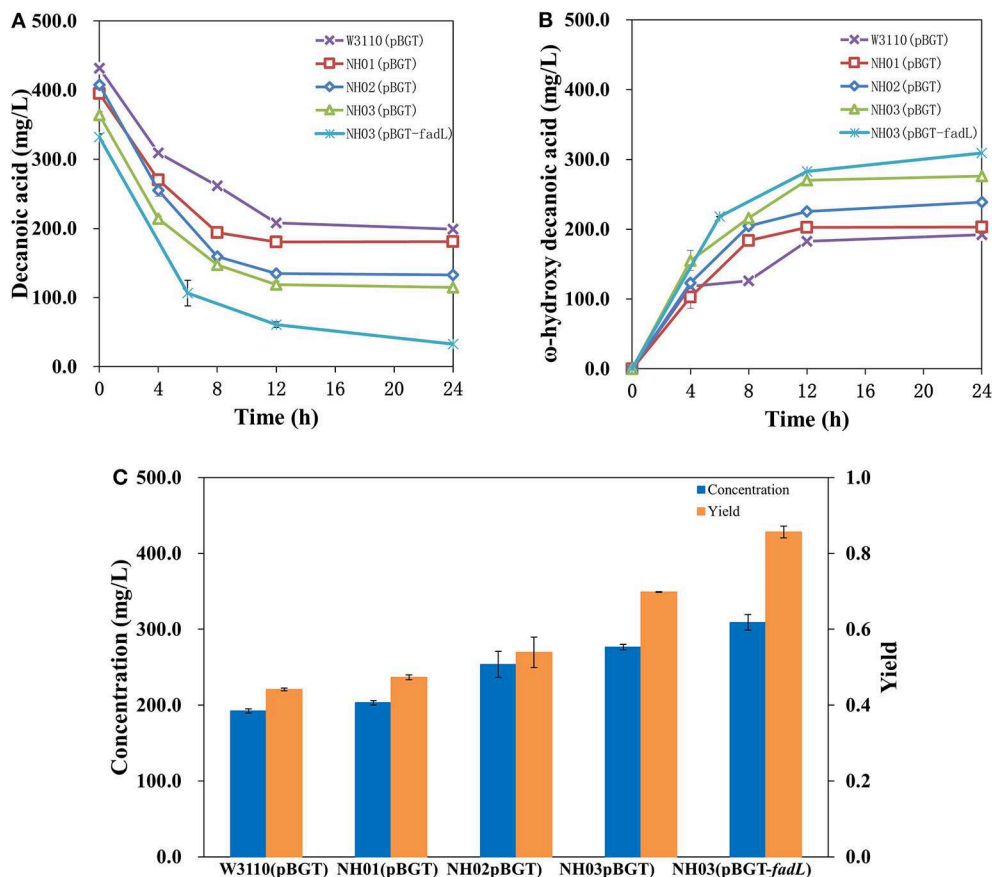 A
500.0
400.0
300.0
200.0
100.0
0.0
Decanoic acid (mg/L)
W3110(pBGT)
NH01(pBGT)
NH02(pBGT)
NH03(pBGT)
NH03(pBGT-fadL)
0 4 8 12 16 20 24
Time (h)
B
500.0
400.0
300.0
200.0
100.0
0.0
ω-hydroxy decanoic acid (mg/L)
W3110(pBGT)
NH01(pBGT)
NH02(pBGT)
NH03(pBGT)
NH03(pBGT-fadL)
0 4 8 12 16 20 24
Time (h)
C
500.0
400.0
300.0
200.0
100.0
0.0
Concentration (mg/L)
Concentration
Yield
1.0
0.8
0.6
0.4
0.2
0.0
Yield
W3110(pBGT) NH01(pBGT) NH02pBGT) NH03pBGT) NH03(pBGT-fadL)